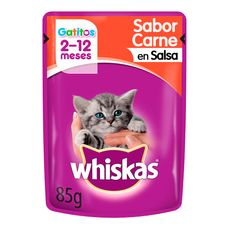 Gatitos
2-12
meses
Sabor
Carne
en Salsa
whiskas
85g